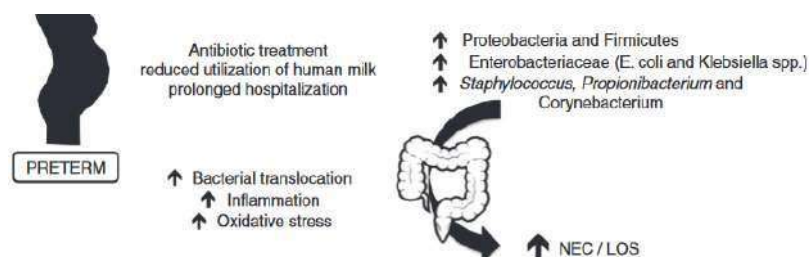 Antibiotic treatment
reduced utilization of human milk
prolonged hospitalization
PRETERM
↑ Proteobacteria and Firmicutes
↑ Enterobacteriaceae (E. coli and Klebsiella spp.)
↑ Staphylococcus, Propionibacterium and
Corynebacterium
↑ Bacterial translocation
↑ Inflammation
↑ Oxidative stress
↑ NEC / LOS